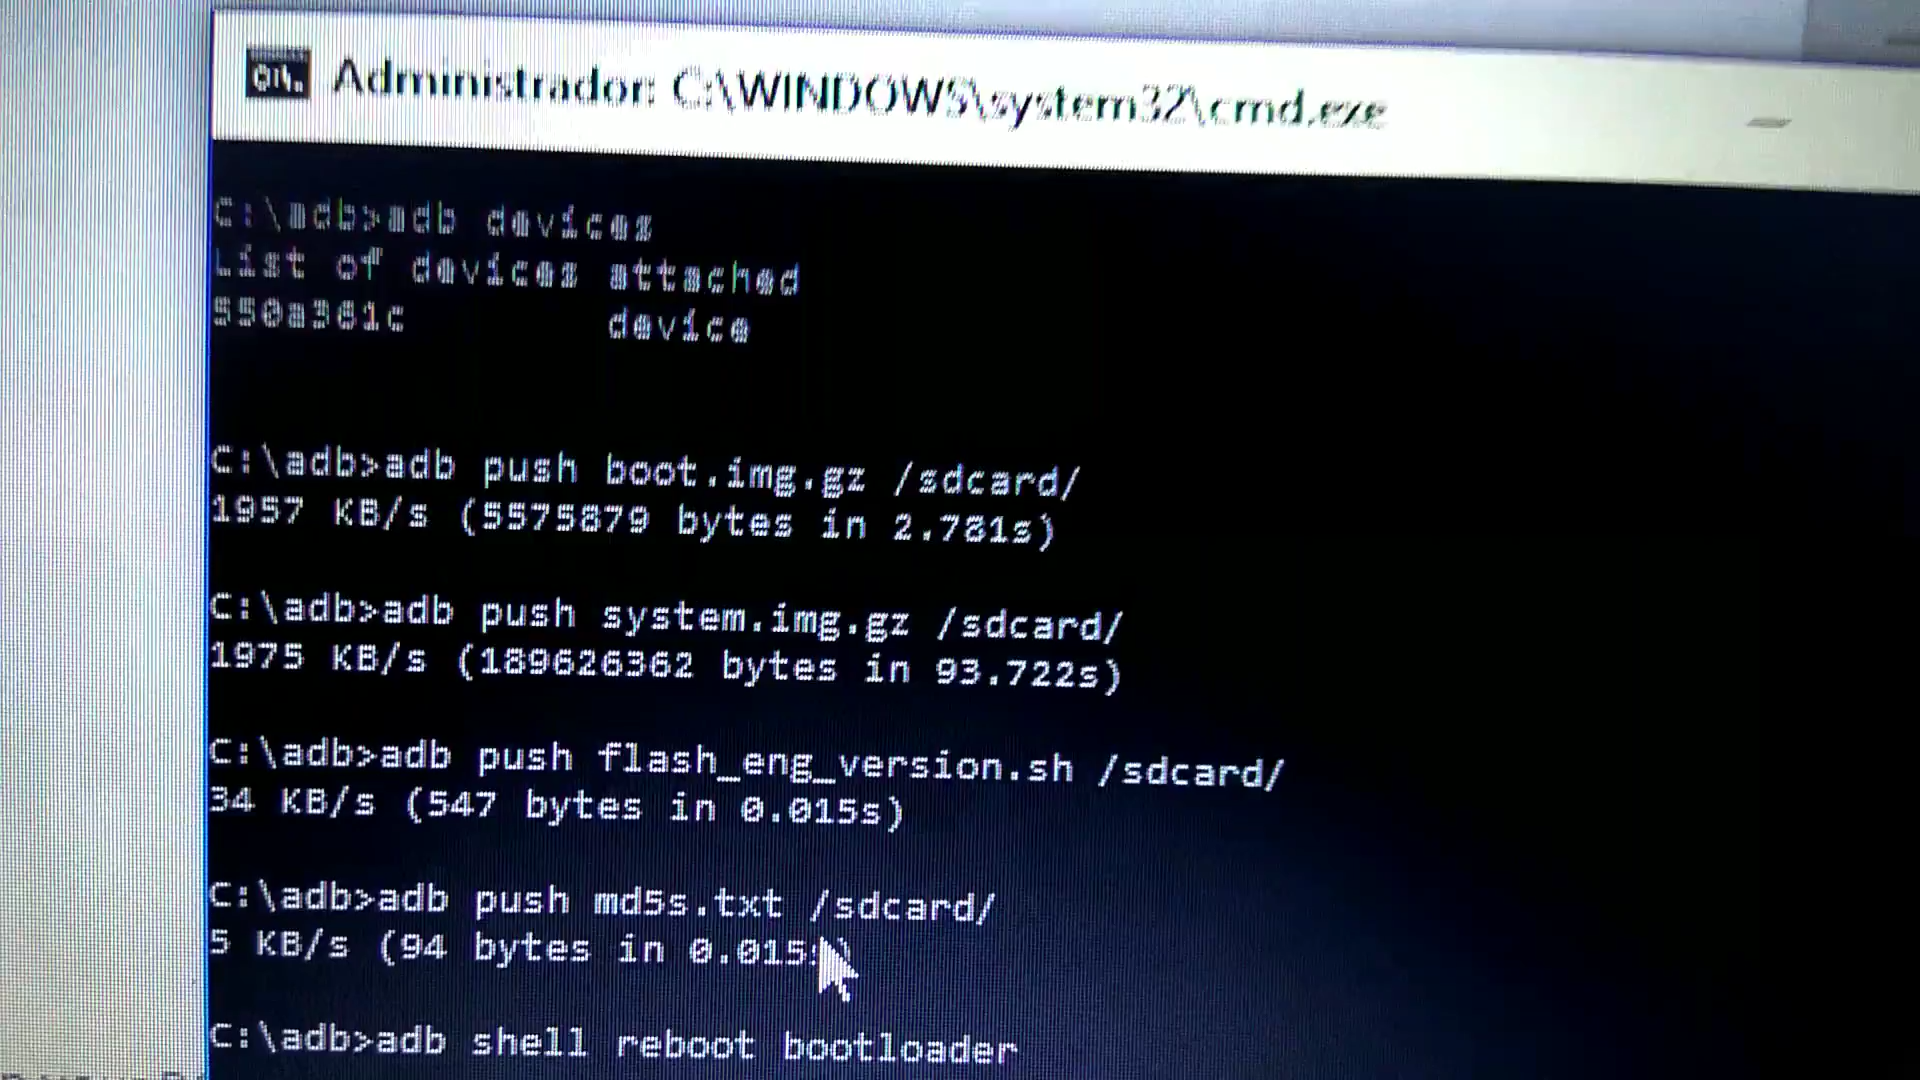 Administrador: C:\WINDOWS\system32\cmd.exe
C:\adb>adb devices
List of devices attached
550a361c device
C:\adb>adb push boot.img.gz /sdcard/
1957 KB/s (5575879 bytes in 2.781s)
C:\adb>adb push system.img.gz /sdcard/
1975 KB/s (189626362 bytes in 93.722s)
C:\adb>adb push flash_eng_version.sh /sdcard/
34 KB/s (547 bytes in 0.015s)
C:\adb>adb push md5s.txt /sdcard/
5 KB/s (94 bytes in 0.015s)
C:\adb>adb shell reboot bootloader